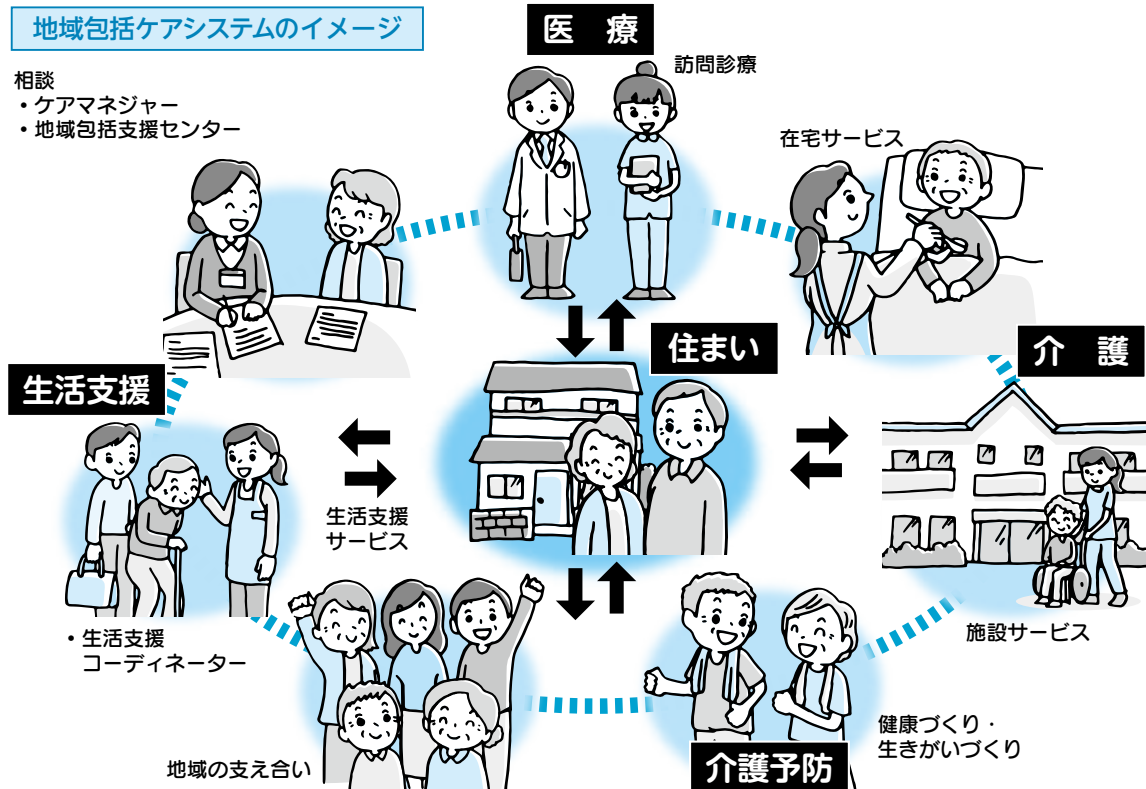 地域包括ケアシステムのイメージ
相談
・ケアマネジャー
・地域包括支援センター
医 療
訪問診療
在宅サービス
住まい
介 護
生活支援
生活支援
サービス
・生活支援
コーディネーター
施設サービス
地域の支え合い
介護予防
健康づくり・
生きがいづくり